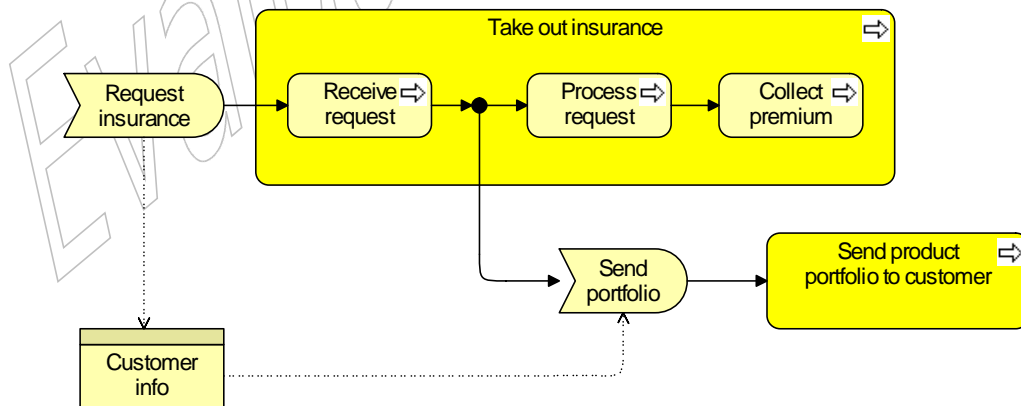 Take out insurance
Request
insurance
Receive
request
Process
request
Collect
premium
Send
portfolio
Send product
portfolio to customer
Customer
info